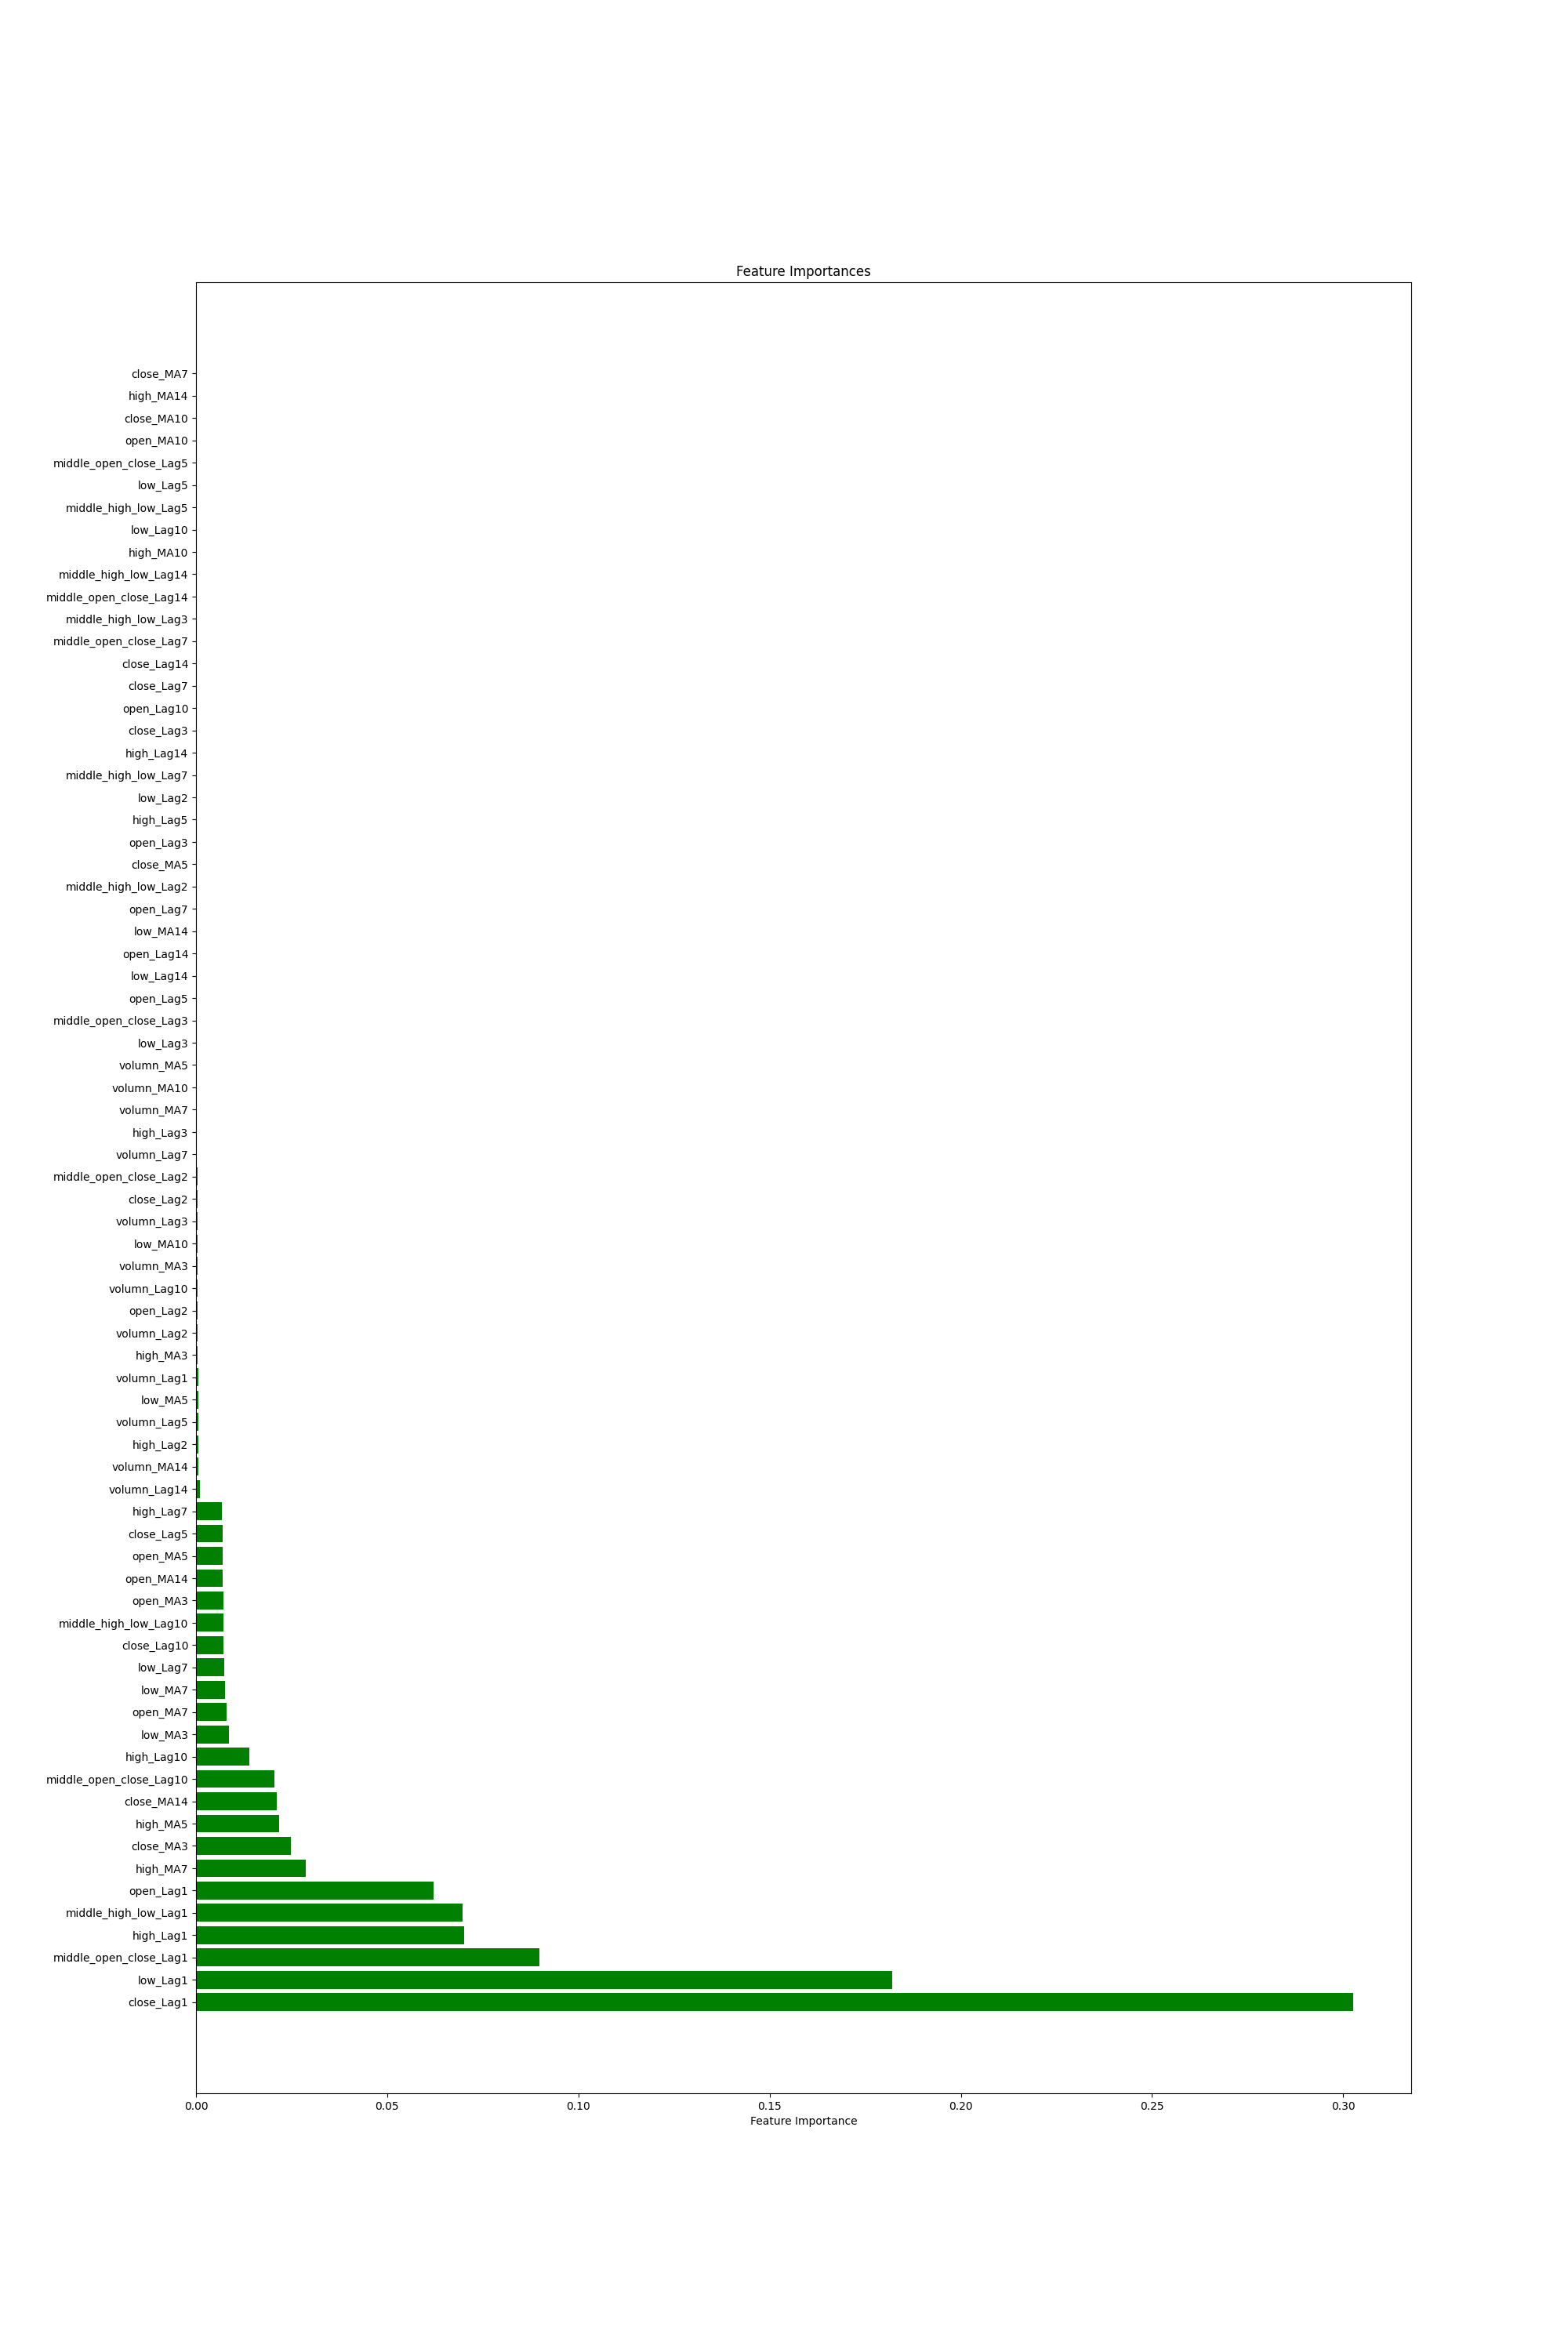 Feature Importances
close_MA7
high_MA14
close_MA10
open_MA10
middle_open_close_Lag5
low_Lag5
middle_high_low_Lag5
low_Lag10
high_MA10
middle_high_low_Lag14
middle_open_close_Lag14
middle_high_low_Lag3
middle_open_close_Lag7
close_Lag14
close_Lag7
open_Lag10
close_Lag3
high_Lag14
middle_high_low_Lag7
low_Lag2
high_Lag5
open_Lag3
close_MA5
middle_high_low_Lag2
open_Lag7
low_MA14
open_Lag14
low_Lag14
open_Lag5
middle_open_close_Lag3
low_Lag3
volumn_MA5
volumn_MA10
volumn_MA7
high_Lag3
volumn_Lag7
middle_open_close_Lag2
close_Lag2
volumn_Lag3
low_MA10
volumn_MA3
volumn_Lag10
open_Lag2
volumn_Lag2
high_MA3
volumn_Lag1
low_MA5
volumn_Lag5
high_Lag2
volumn_MA14
volumn_Lag14
high_Lag7
close_Lag5
open_MA5
open_MA14
open_MA3
middle_high_low_Lag10
close_Lag10
low_Lag7
low_MA7
open_MA7
low_MA3
high_Lag10
middle_open_close_Lag10
close_MA14
high_MA5
close_MA3
high_MA7
open_Lag1
middle_high_low_Lag1
high_Lag1
middle_open_close_Lag1
low_Lag1
close_Lag1
0.00 0.05 0.10 0.15 0.20 0.25 0.30
Feature Importance